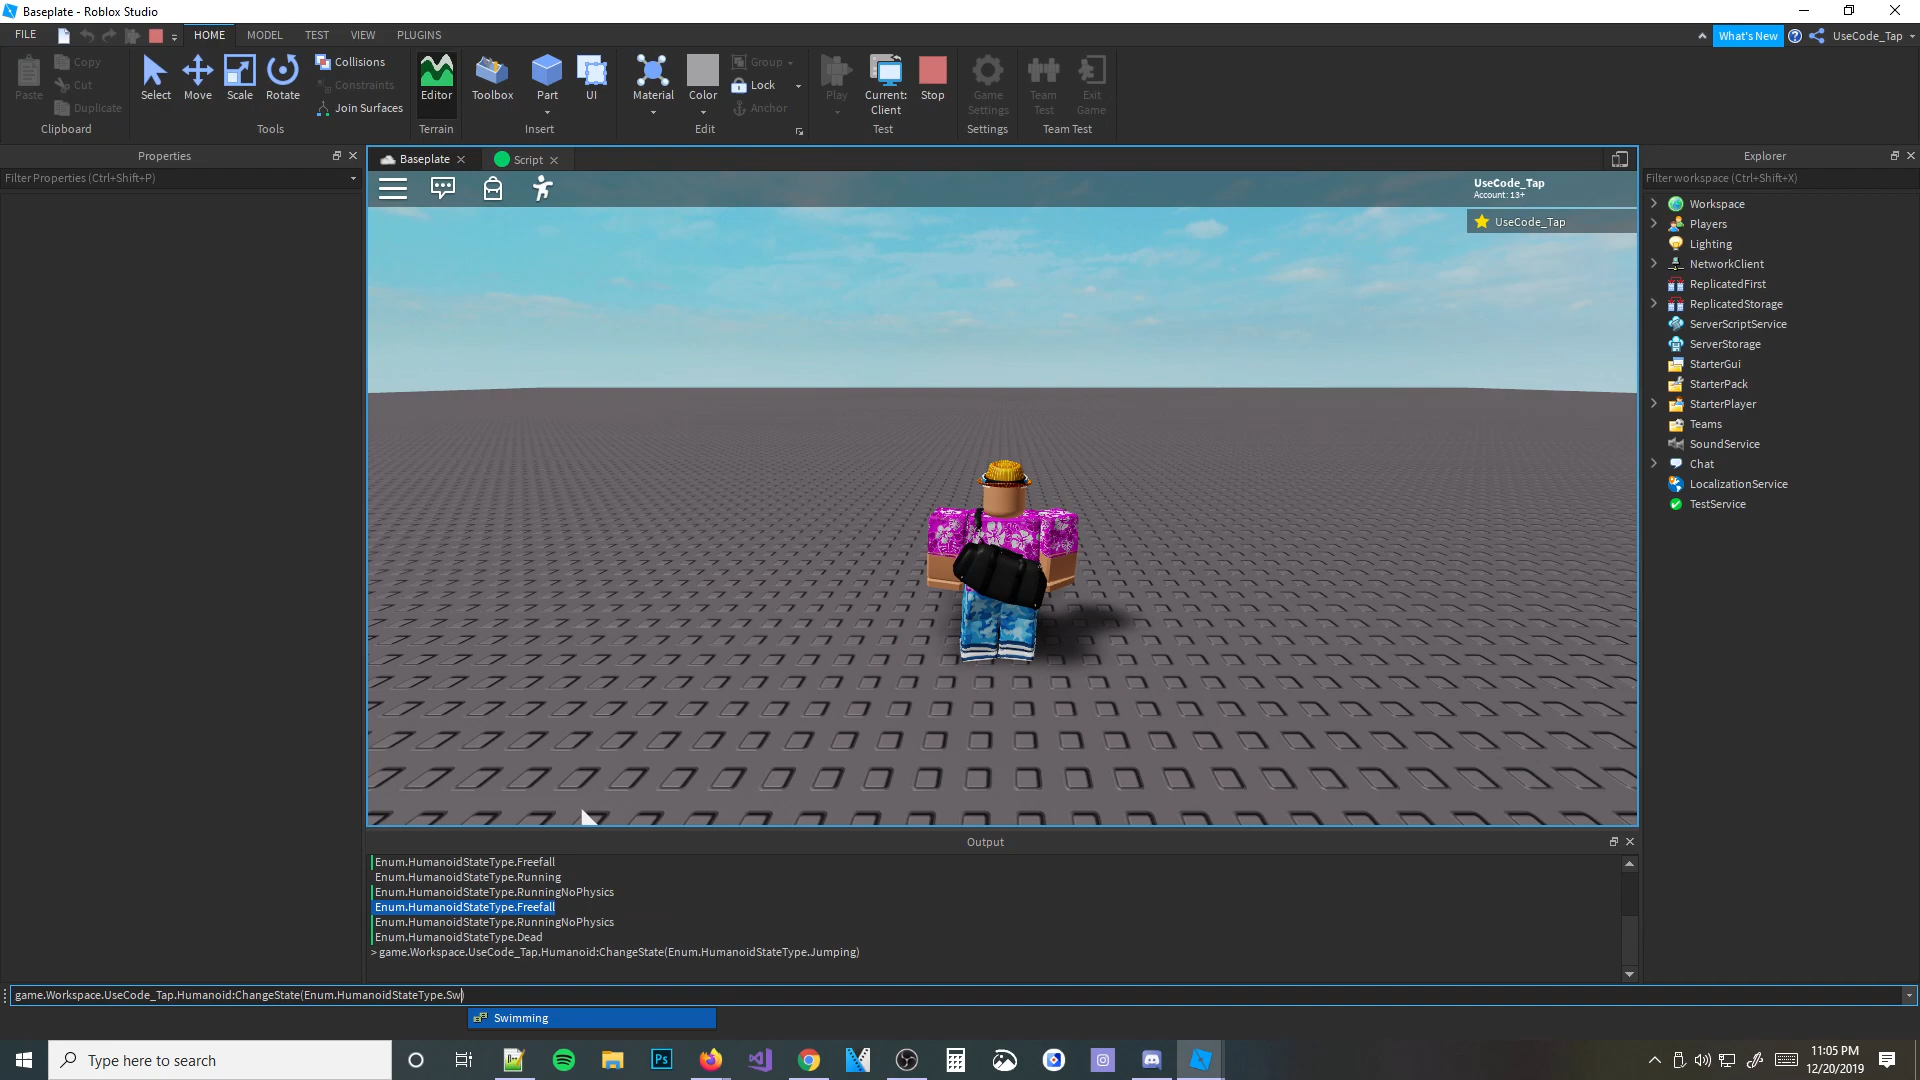 Baseplate - Roblox Studio
FILE
HOME
MODEL
TEST
VIEW
PLUGINS
What's New
UseCode_Tap
Paste
Copy
Cut
Duplicate
Clipboard
Select
Move
Scale
Rotate
Collisions
Constraints
Join Surfaces
Tools
Editor
Terrain
Toolbox
Part
UI
Insert
Material
Color
Group
Lock
Anchor
Edit
Play
Current:
Client
Stop
Test
Game
Settings
Settings
Team
Test
Exit
Game
Team Test
Properties
Filter Properties (Ctrl+Shift+P)
Baseplate
Script
UseCode_Tap
Account: 13+
UseCode_Tap
Explorer
Filter workspace (Ctrl+Shift+X)
Workspace
Players
Lighting
NetworkClient
ReplicatedFirst
ReplicatedStorage
ServerScriptService
ServerStorage
StarterGui
StarterPack
StarterPlayer
Teams
SoundService
Chat
LocalizationService
TestService
Output
Enum.HumanoidStateType.Freefall
Enum.HumanoidStateType.Running
Enum.HumanoidStateType.RunningNoPhysics
Enum.HumanoidStateType.Freefall
Enum.HumanoidStateType.RunningNoPhysics
Enum.HumanoidStateType.Dead
> game.Workspace.UseCode_Tap.Humanoid:ChangeState(Enum.HumanoidStateType.Jumping)
game.Workspace.UseCode_Tap.Humanoid:ChangeState(Enum.HumanoidStateType.Sw)
Swimming
Type here to search
Ps
11:05 PM
12/20/2019